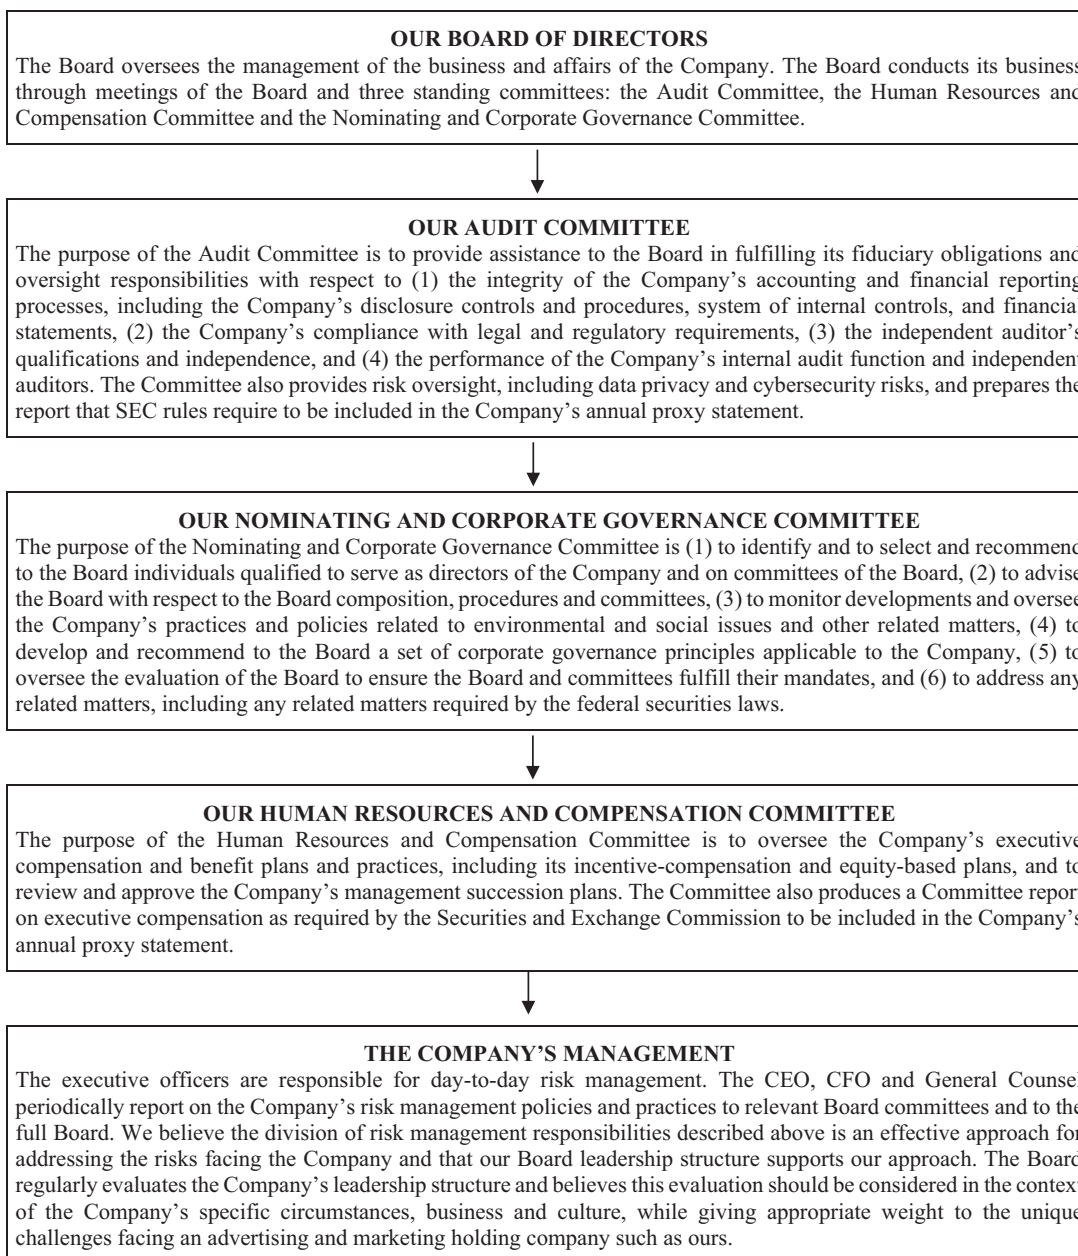 OUR BOARD OF DIRECTORS
The Board oversees the management of the business and affairs of the Company. The Board conducts its business
through meetings of the Board and three standing committees: the Audit Committee, the Human Resources and
Compensation Committee and the Nominating and Corporate Governance Committee.
OUR AUDIT COMMITTEE
The purpose of the Audit Committee is to provide assistance to the Board in fulfilling its fiduciary obligations and
oversight responsibilities with respect to (1) the integrity of the Company’s accounting and financial reporting
processes, including the Company’s disclosure controls and procedures, system of internal controls, and financial
statements, (2) the Company’s compliance with legal and regulatory requirements, (3) the independent auditor’s
qualifications and independence, and (4) the performance of the Company’s internal audit function and independent
auditors. The Committee also provides risk oversight, including data privacy and cybersecurity risks, and prepares the
report that SEC rules require to be included in the Company’s annual proxy statement.
OUR NOMINATING AND CORPORATE GOVERNANCE COMMITTEE
The purpose of the Nominating and Corporate Governance Committee is (1) to identify and to select and recommend
to the Board individuals qualified to serve as directors of the Company and on committees of the Board, (2) to advise
the Board with respect to the Board composition, procedures and committees, (3) to monitor developments and oversee
the Company’s practices and policies related to environmental and social issues and other related matters, (4) to
develop and recommend to the Board a set of corporate governance principles applicable to the Company, (5) to
oversee the evaluation of the Board to ensure the Board and committees fulfill their mandates, and (6) to address any
related matters, including any related matters required by the federal securities laws.
OUR HUMAN RESOURCES AND COMPENSATION COMMITTEE
The purpose of the Human Resources and Compensation Committee is to oversee the Company’s executive
compensation and benefit plans and practices, including its incentive-compensation and equity-based plans, and to
review and approve the Company’s management succession plans. The Committee also produces a Committee report
on executive compensation as required by the Securities and Exchange Commission to be included in the Company’s
annual proxy statement.
THE COMPANY’S MANAGEMENT
The executive officers are responsible for day-to-day risk management. The CEO, CFO and General Counsel
periodically report on the Company’s risk management policies and practices to relevant Board committees and to the
full Board. We believe the division of risk management responsibilities described above is an effective approach for
addressing the risks facing the Company and that our Board leadership structure supports our approach. The Board
regularly evaluates the Company’s leadership structure and believes this evaluation should be considered in the context
of the Company’s specific circumstances, business and culture, while giving appropriate weight to the unique
challenges facing an advertising and marketing holding company such as ours.